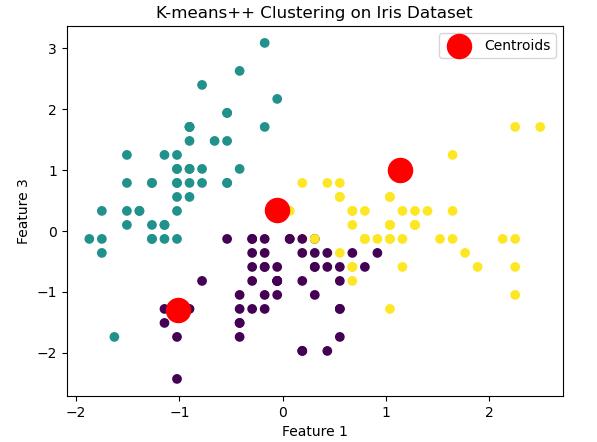 K-means++ Clustering on Iris Dataset
Centroids
3
2
1
0
−1
−2
Feature 3
−2
−1
0
1
2
Feature 1